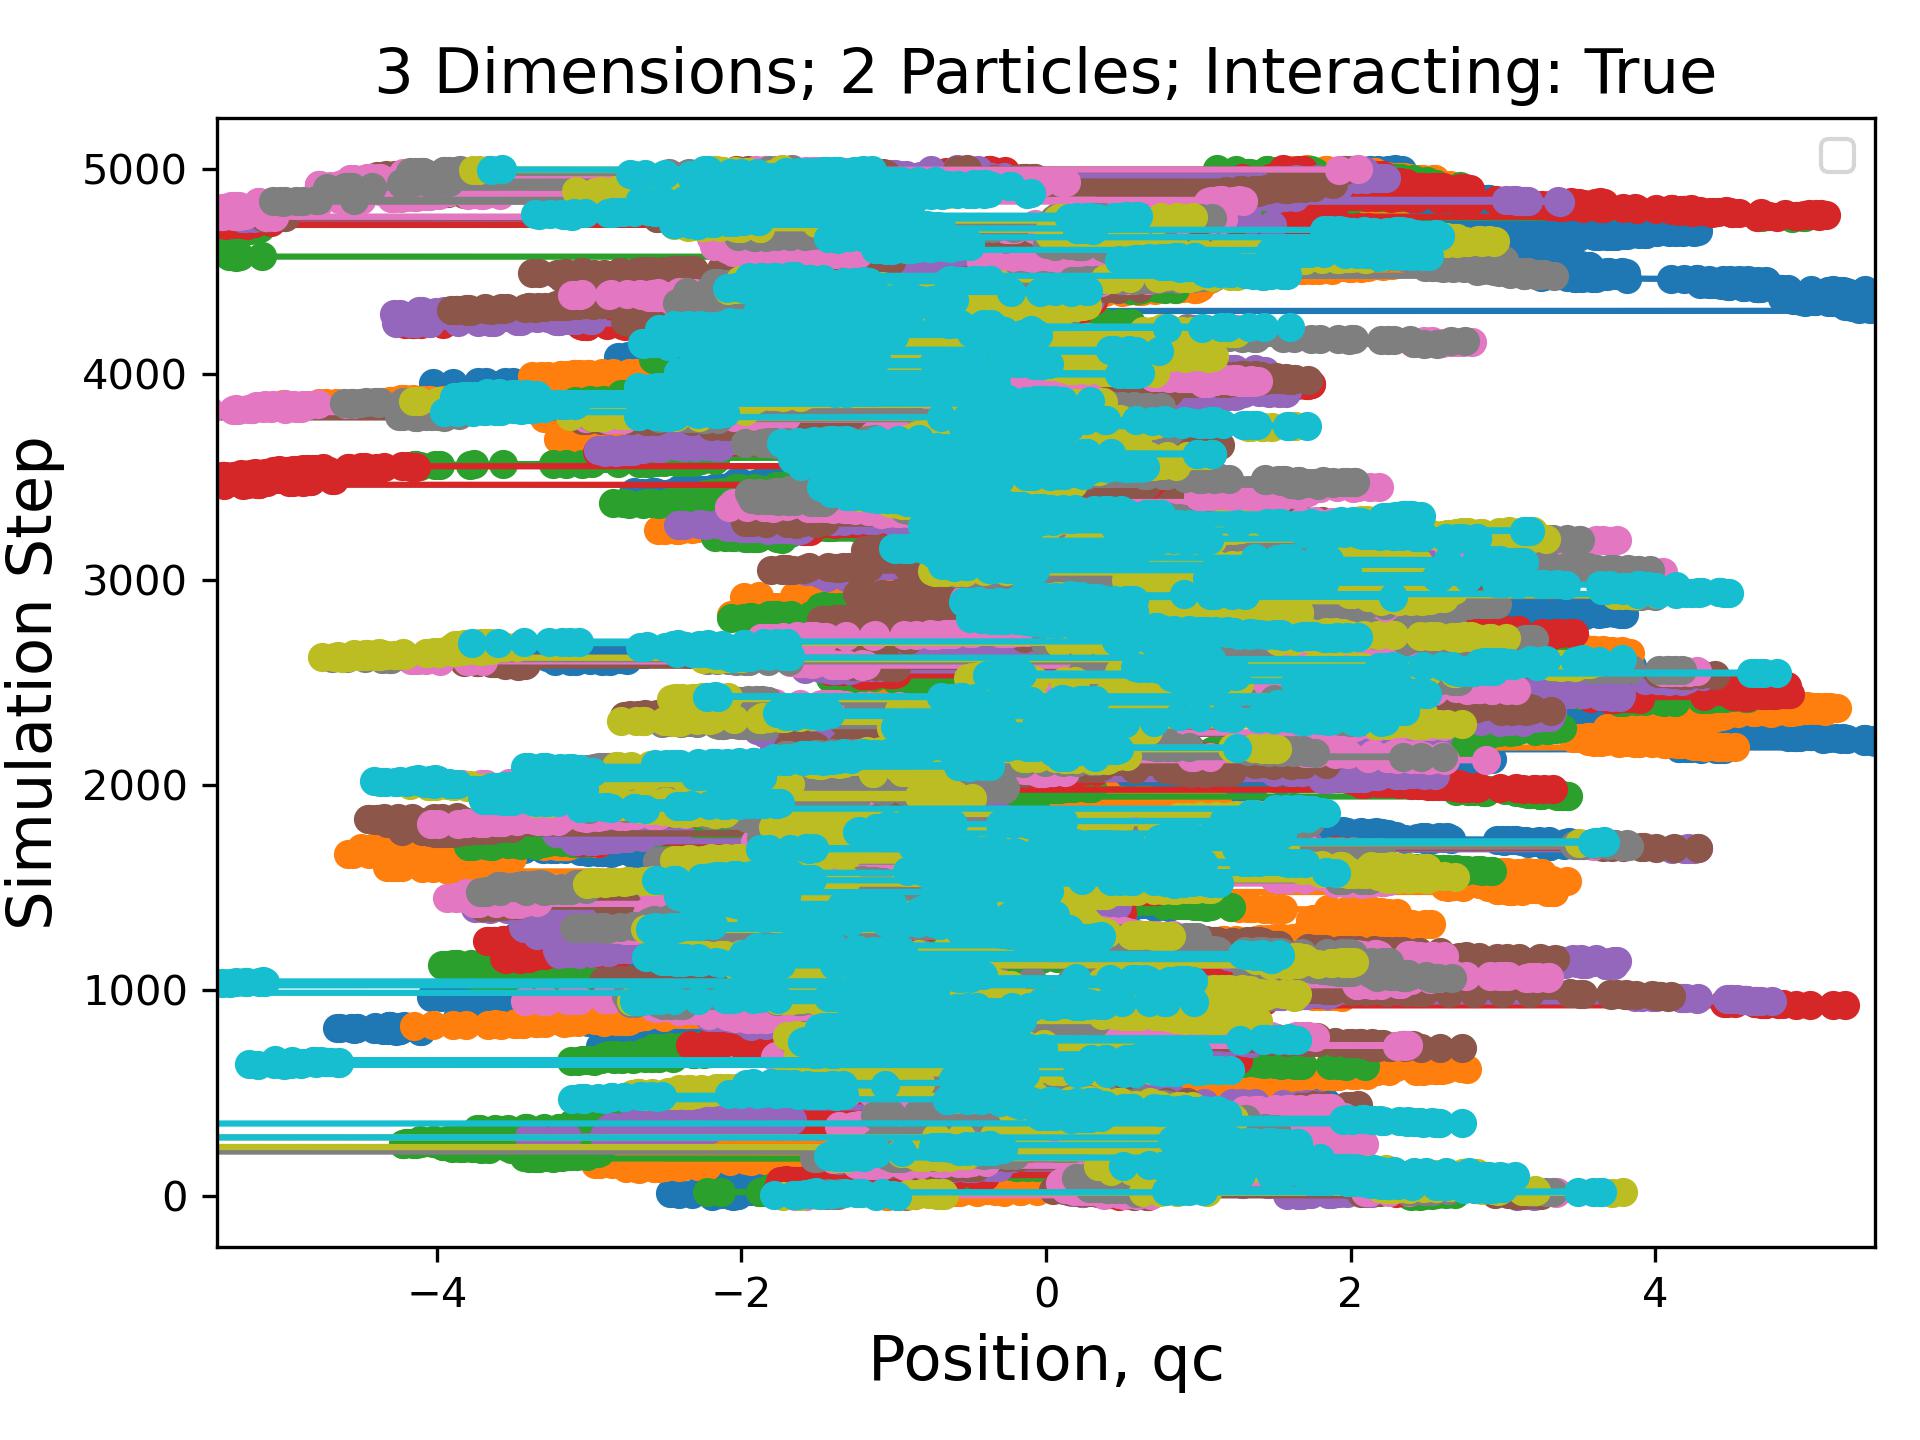 3 Dimensions; 2 Particles; Interacting: True
Simulation Step
5000
4000
3000
2000
1000
0
−4 −2 0 2 4
Position, qc